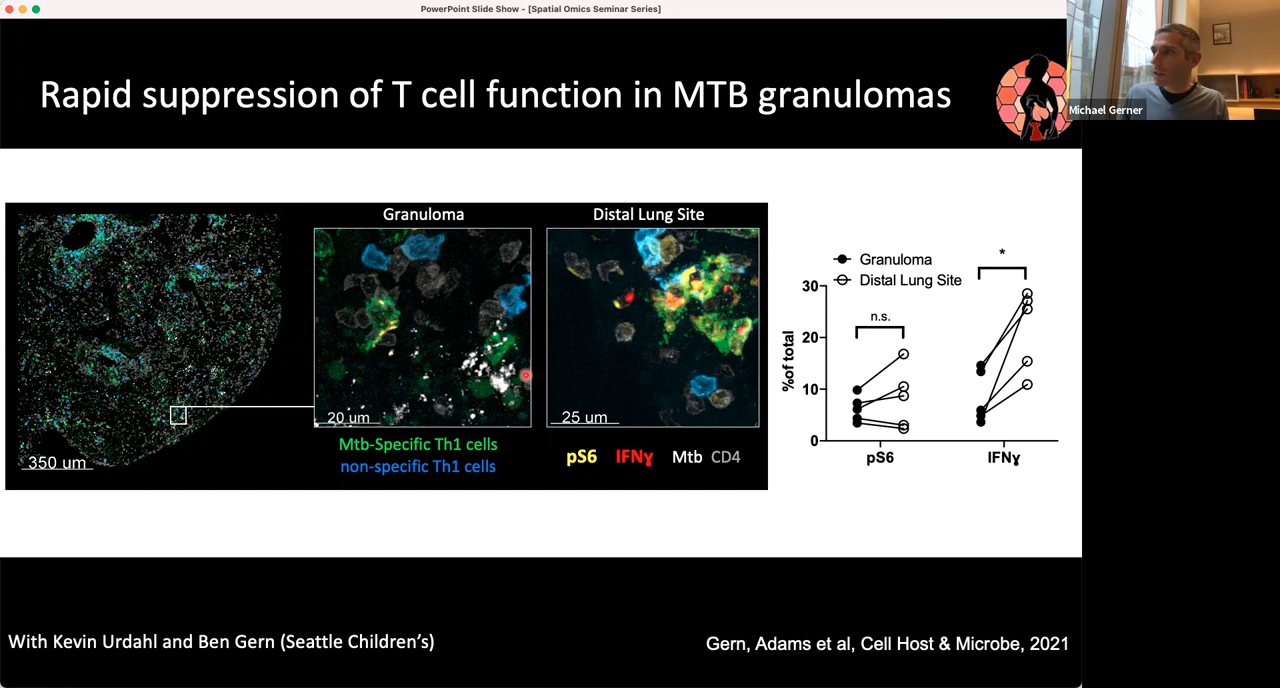 PowerPoint Slide Show - [Spatial Omics Seminar Series]
Rapid suppression of T cell function in MTB granulomas
Michael Gerner
Granuloma
Distal Lung Site
350 um
20 um
25 um
Mtb-Specific Th1 cells
non-specific Th1 cells
pS6 IFNɣ Mtb CD4
Granuloma
Distal Lung Site
*
n.s.
30
20
10
0
%of total
pS6
IFNɣ
With Kevin Urdahl and Ben Gern (Seattle Children’s)
Gern, Adams et al, Cell Host & Microbe, 2021